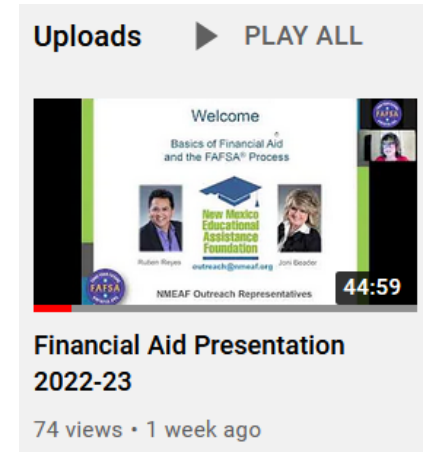 Uploads PLAY ALL
Welcome
Basics of Financial Aid
and the FAFSA® Process
New Mexico
Educational
Assistance
Foundation
Ruben Reyes
Joni Beader
outreach@nmeaf.org
NMEAF Outreach Representatives
FAFSA
FAFSA
44:59
Financial Aid Presentation
2022-23
74 views • 1 week ago